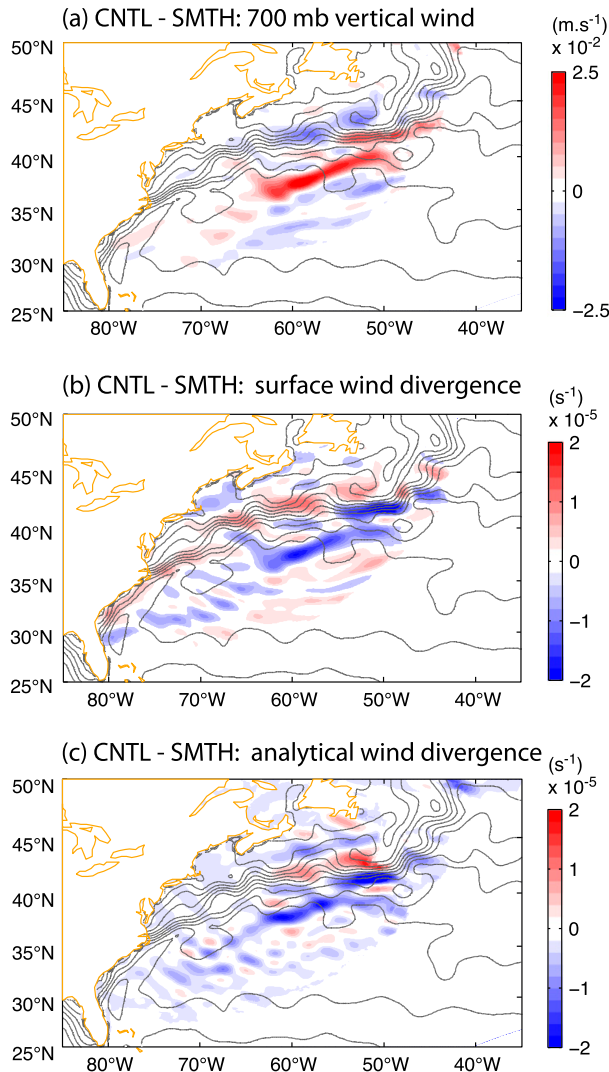 (a) CNTL - SMTH: 700 mb vertical wind
(m.s-1)
x 10-2
50°N
45°N
40°N
35°N
30°N
25°N
80°W 70°W 60°W 50°W 40°W
2.5
0
−2.5
(b) CNTL - SMTH: surface wind divergence
(s-1)
x 10-5
50°N
45°N
40°N
35°N
30°N
25°N
80°W 70°W 60°W 50°W 40°W
2
1
0
−1
−2
(c) CNTL - SMTH: analytical wind divergence
(s-1)
x 10-5
50°N
45°N
40°N
35°N
30°N
25°N
80°W 70°W 60°W 50°W 40°W
2
1
0
−1
−2